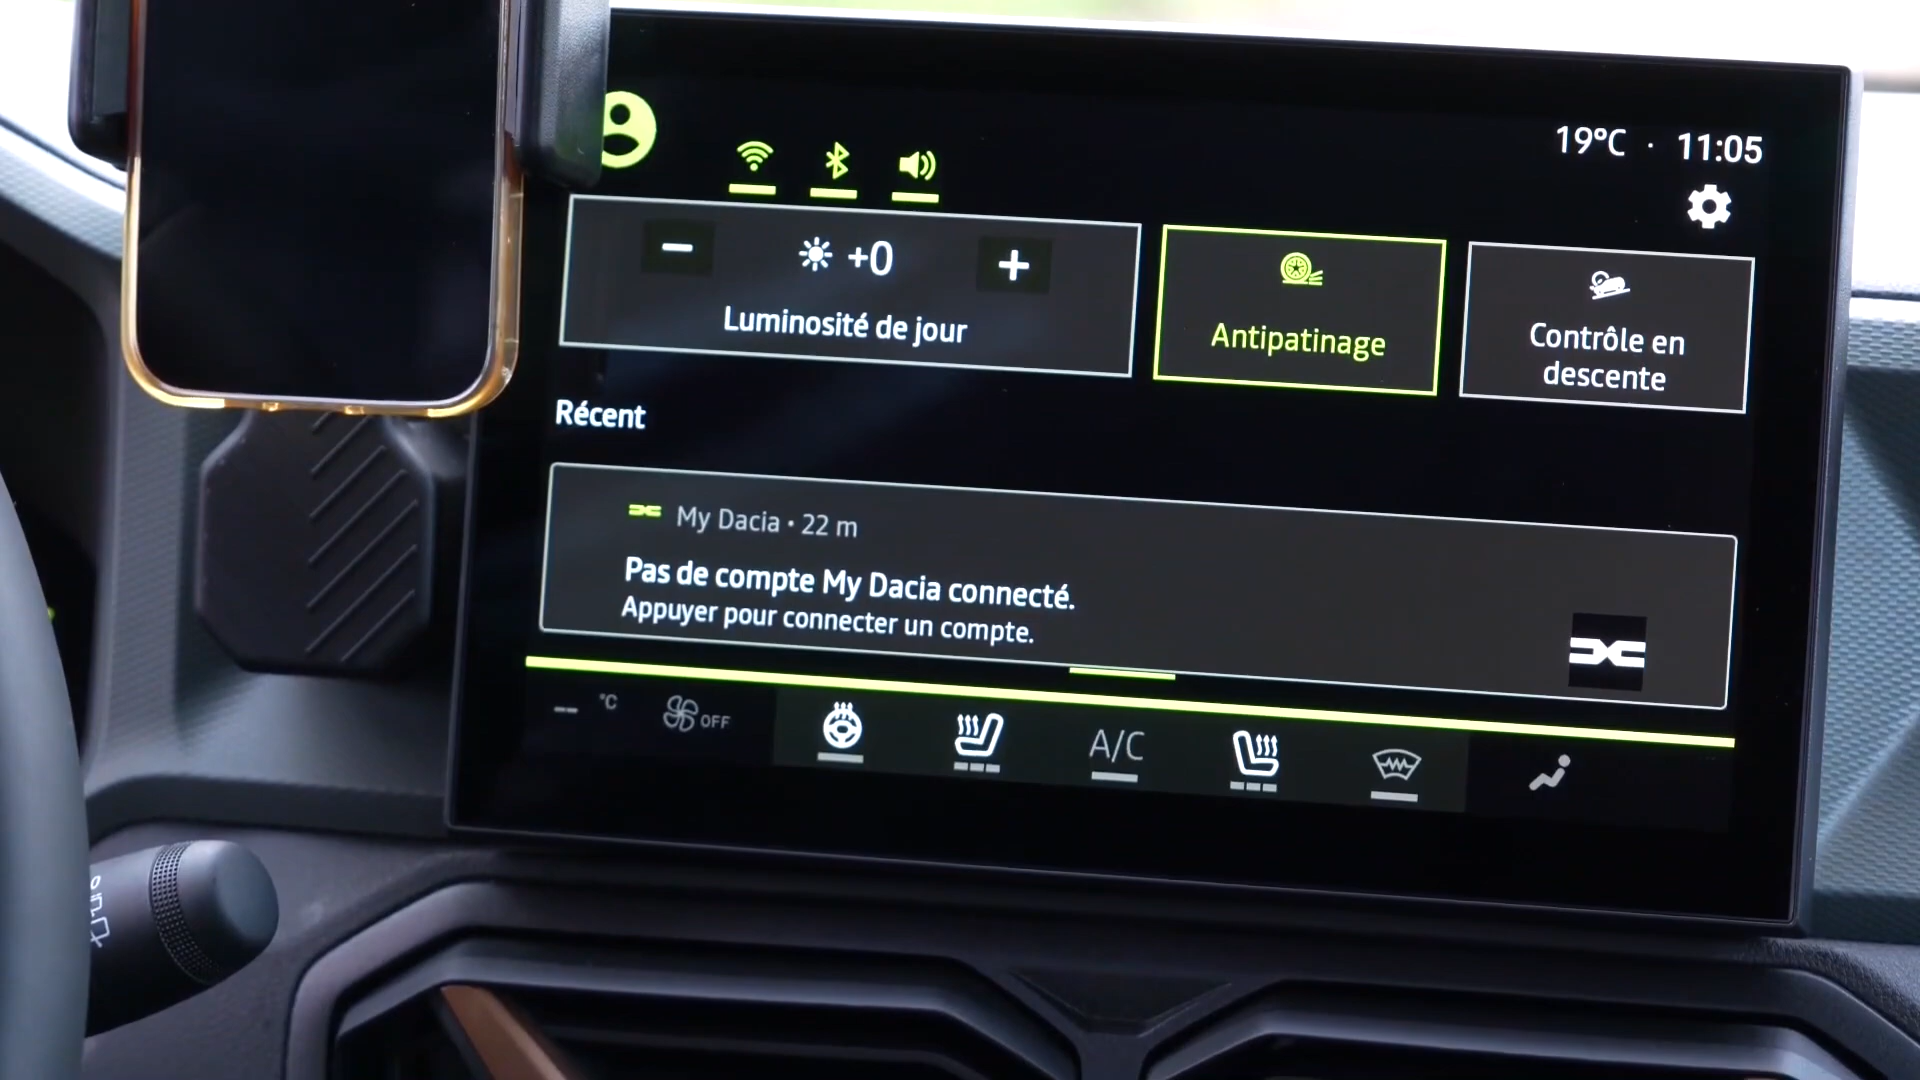 19°C · 11:05
− +0 +
Luminosité de jour
Antipatinage
Contrôle en
descente
Récent
My Dacia • 22 m
Pas de compte My Dacia connecté.
Appuyer pour connecter un compte.
-- °C
OFF
A/C